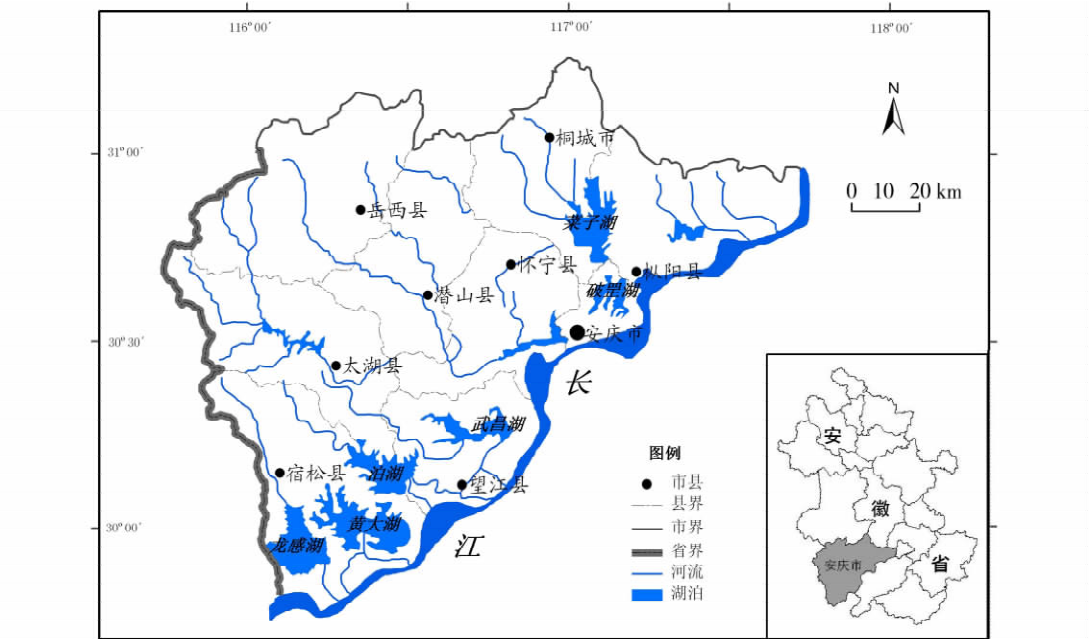 116°00′
117°00′
118°00′
N
桐城市
31°00′
0 10 20 km
岳西县
菜子湖
怀宁县
枞阳县
潜山县
破罡湖
安庆市
30°30′
太湖县
长
武昌湖
图例
宿松县
泊湖
望江县
市县
县界
黄大湖
市界
30°00′
龙感湖
江
省界
河流
湖泊
安
徽
省
安庆市